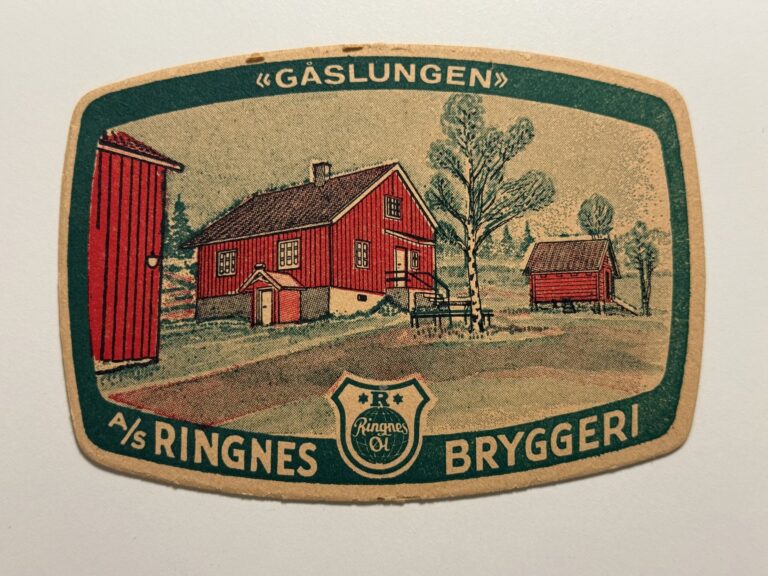 «GÅSLUNGEN»
A/S RINGNES BRYGGERI
R
Ringnes
Øl